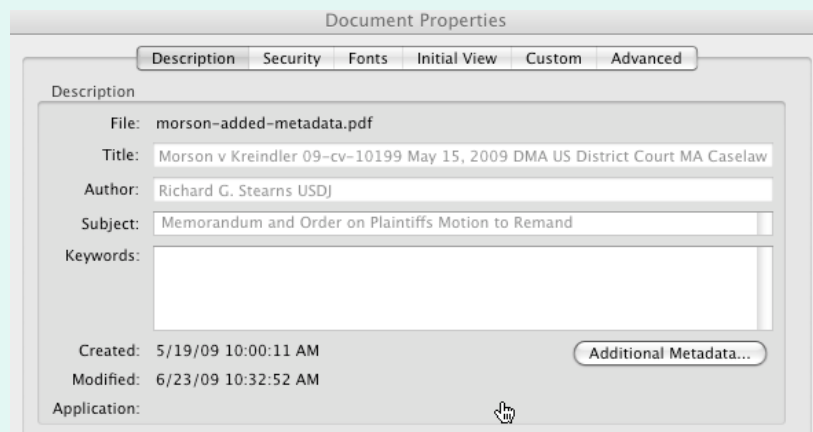 Document Properties
Description Security Fonts Initial View Custom Advanced
Description
File: morson-added-metadata.pdf
Title: Morson v Kreindler 09-cv-10199 May 15, 2009 DMA US District Court MA Caselaw
Author: Richard G. Stearns USDJ
Subject: Memorandum and Order on Plaintiffs Motion to Remand
Keywords:
Created: 5/19/09 10:00:11 AM
Additional Metadata...
Modified: 6/23/09 10:32:52 AM
Application: